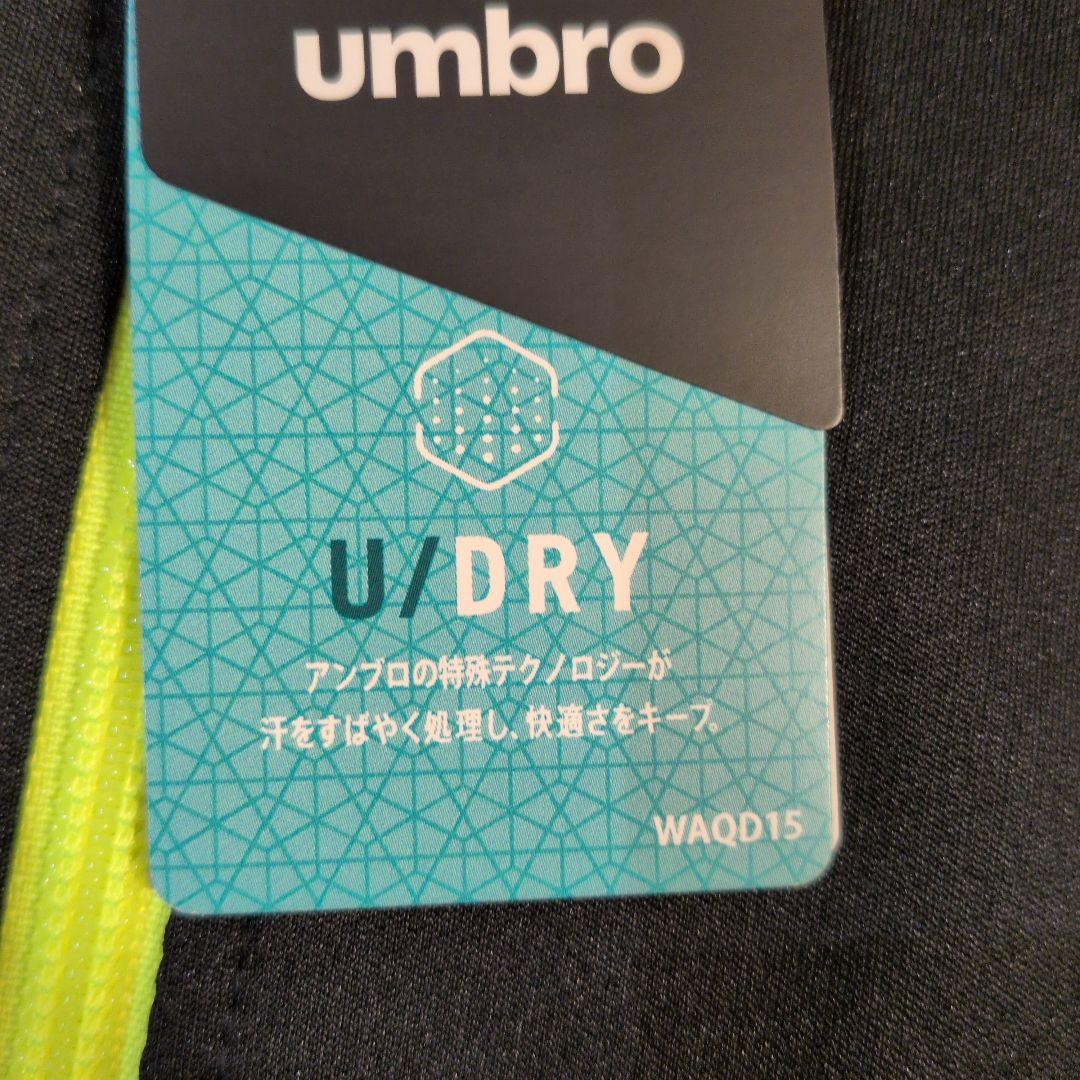 umbro
U/DRY
アンブロの特殊テクノロジーが
汗をすばやく処理し、快適さをキープ。
WAQD15